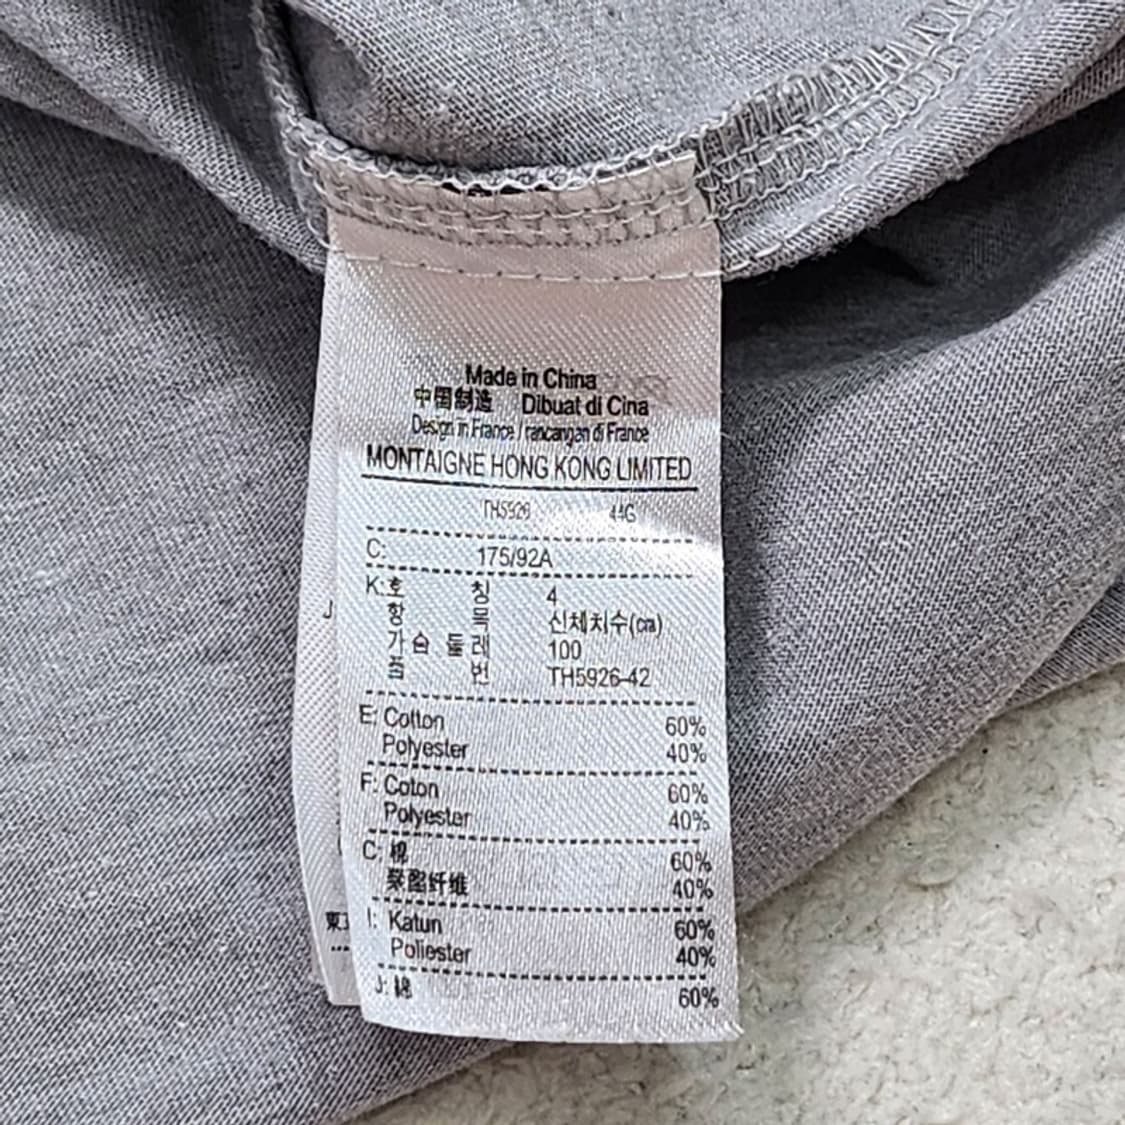 Made in China
中国制造 Dibuat di Cina
Design in France / rancangan di France
MONTAIGNE HONG KONG LIMITED
TH5926 44G
C: 175/92A
K: 호 칭 4
항 목 신체치수(cm)
가슴둘레 100
품 번 TH5926-42
E: Cotton 60%
Polyester 40%
F: Coton 60%
Polyester 40%
C: 棉 60%
聚酯纤维 40%
I: Katun 60%
Poliester 40%
J: 綿 60%
J
東